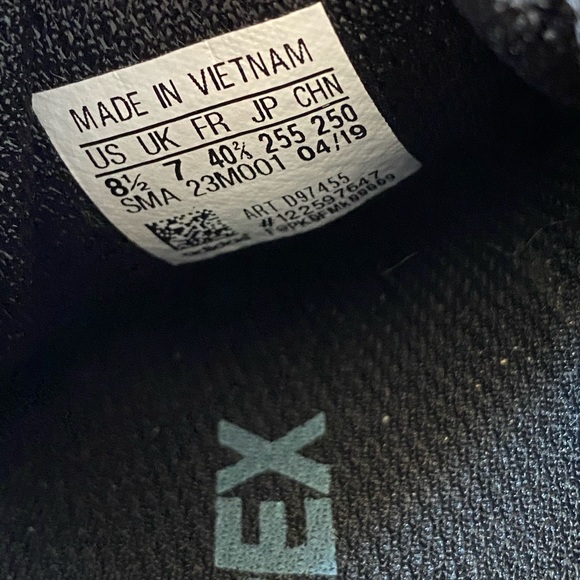 MADE IN VIETNAM
US UK FR JP CHN
8½ 7 40⅔ 255 250
SMA 23M001 04/19
ART D97455
#122597647
EX